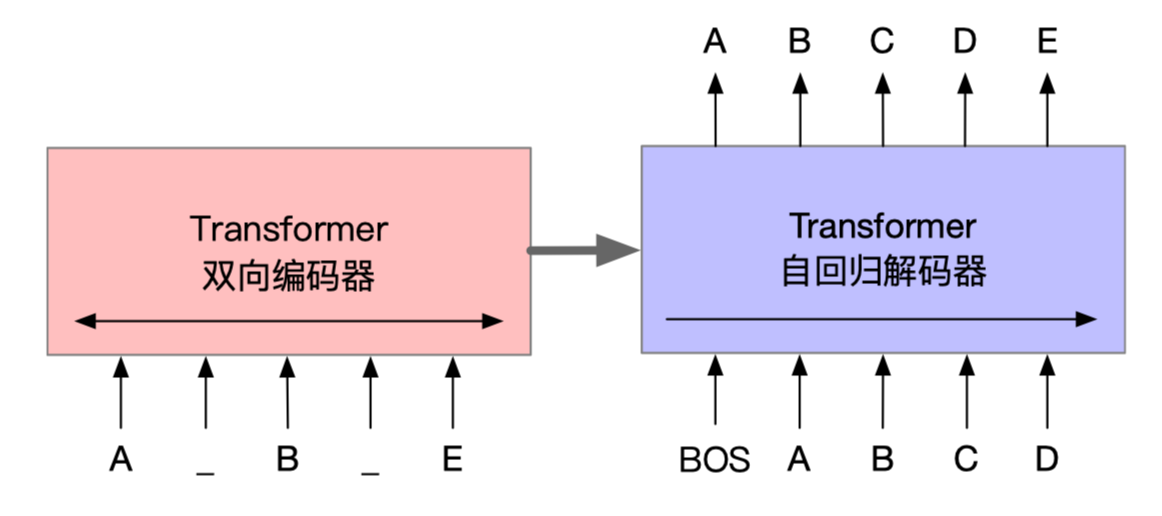 A B C D E
Transformer
双向编码器
Transformer
自回归解码器
A _ B _ E
BOS A B C D